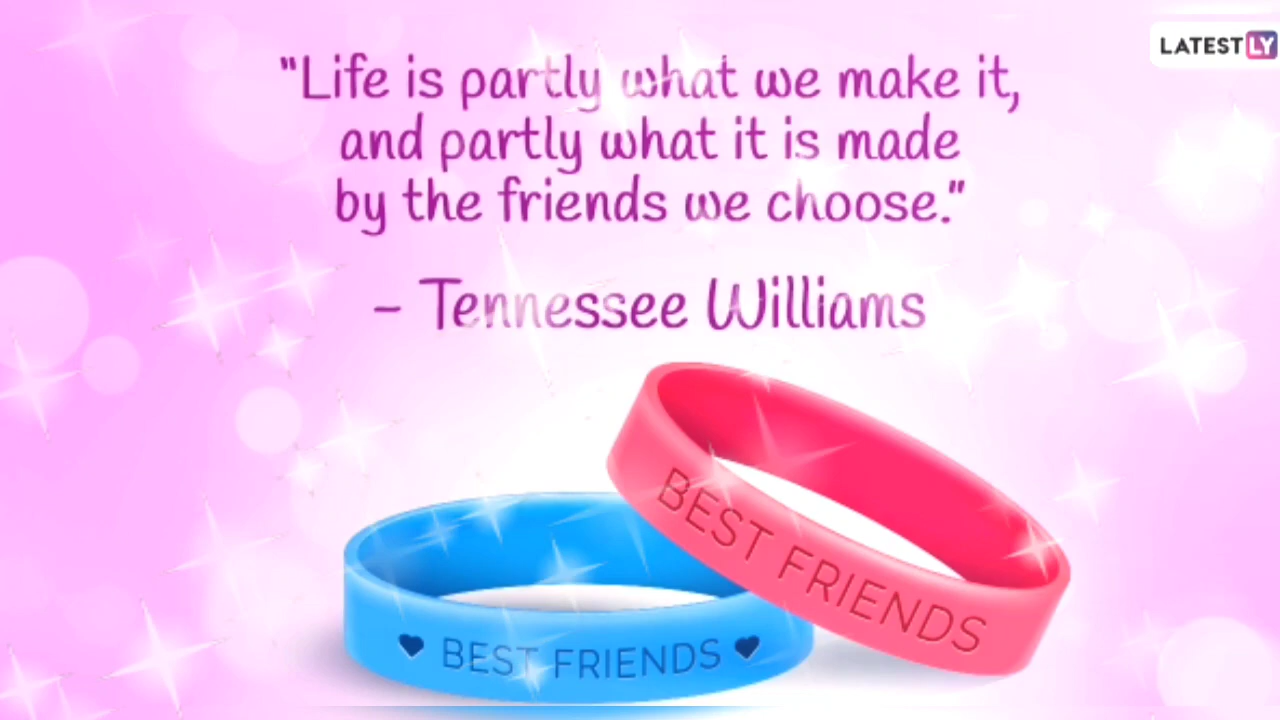 "Life is partly what we make it,
and partly what it is made
by the friends we choose."
– Tennessee Williams
LATESTLY
BEST FRIENDS
♥ BEST FRIENDS ♥